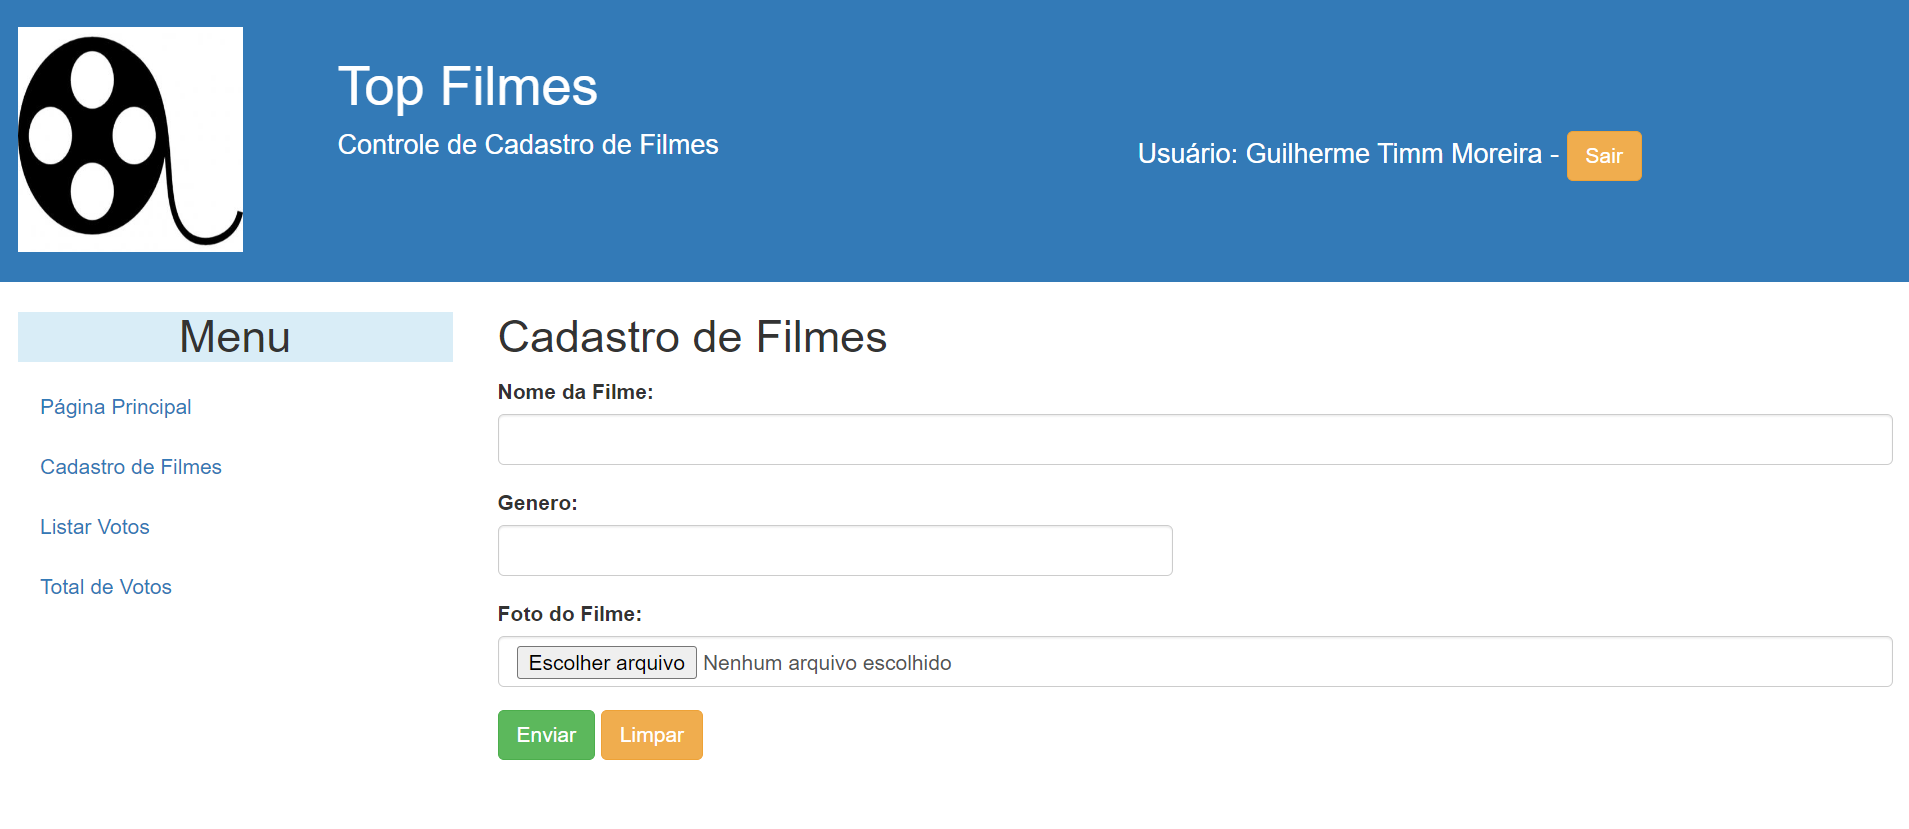 Top Filmes
Controle de Cadastro de Filmes
Usuário: Guilherme Timm Moreira - Sair
Menu
Página Principal
Cadastro de Filmes
Listar Votos
Total de Votos
Cadastro de Filmes
Nome da Filme:
Genero:
Foto do Filme:
Escolher arquivo Nenhum arquivo escolhido
Enviar Limpar